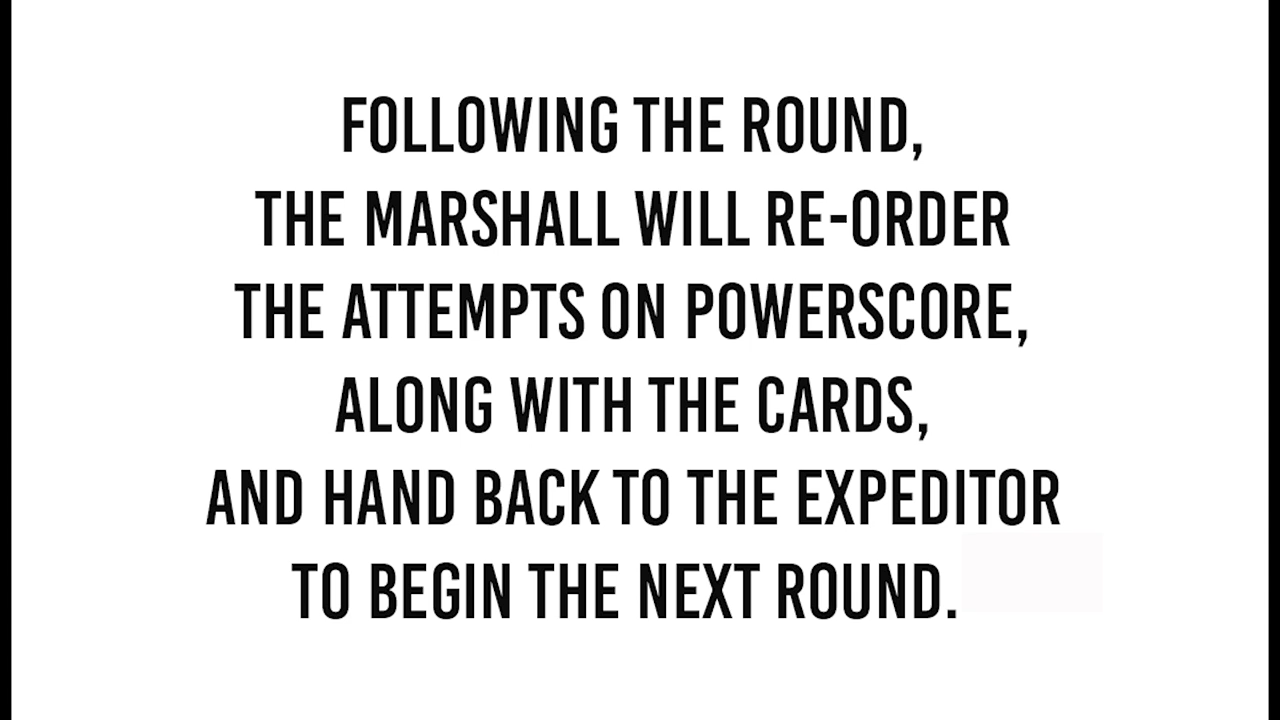 FOLLOWING THE ROUND,
THE MARSHALL WILL RE-ORDER
THE ATTEMPTS ON POWERSCORE,
ALONG WITH THE CARDS,
AND HAND BACK TO THE EXPEDITOR
TO BEGIN THE NEXT ROUND.